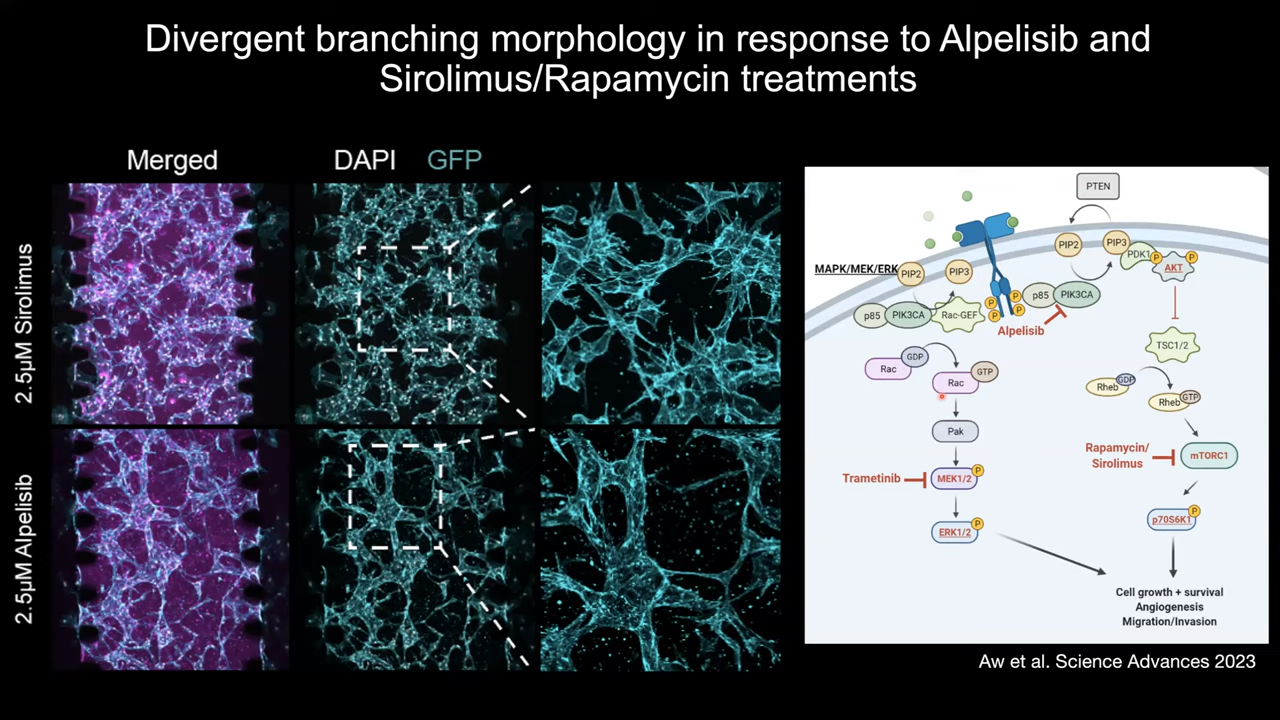 Divergent branching morphology in response to Alpelisib and
Sirolimus/Rapamycin treatments
Merged
DAPI GFP
2.5µM Sirolimus
2.5µM Alpelisib
PTEN
PIP2
PIP3
PDK1
P
AKT
P
MAPK/MEK/ERK
PIP2
PIP3
p85
PIK3CA
Rac-GEF
P
P
P
P
p85
PIK3CA
Alpelisib
TSC1/2
Rac
GDP
Rac
GTP
Rheb
GDP
Rheb
GTP
Pak
Rapamycin/
Sirolimus
mTORC1
Trametinib
MEK1/2
P
p70S6K1
P
ERK1/2
P
Cell growth + survival
Angiogenesis
Migration/Invasion
Aw et al. Science Advances 2023